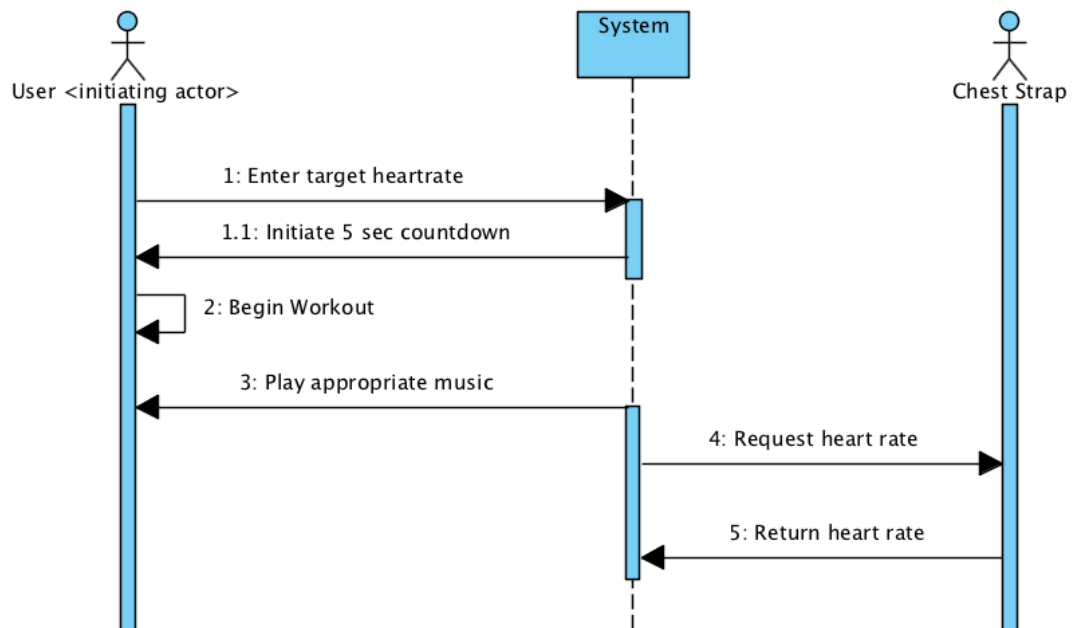 System
User <initiating actor>
Chest Strap
1: Enter target heartrate
1.1: Initiate 5 sec countdown
2: Begin Workout
3: Play appropriate music
4: Request heart rate
5: Return heart rate